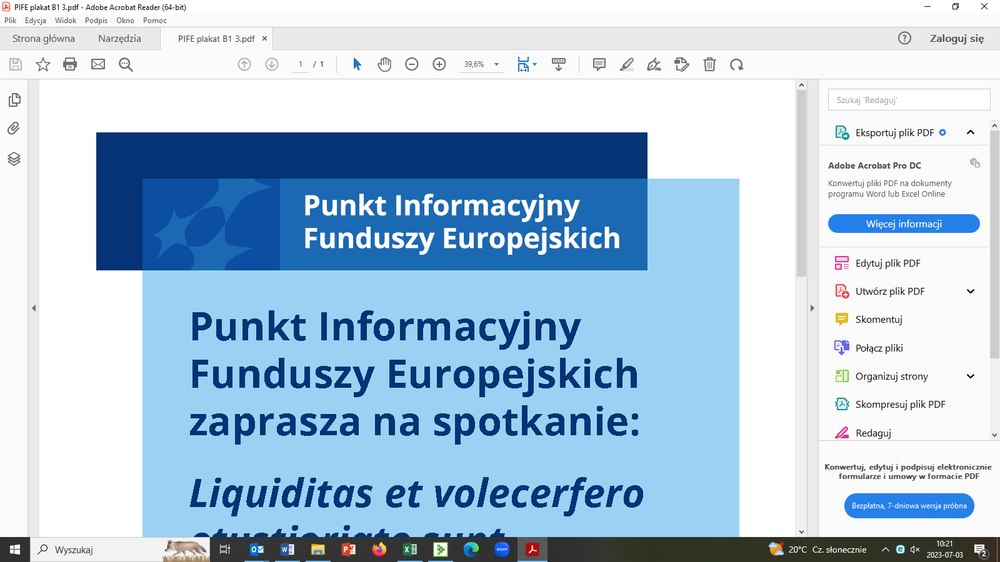 PIFE plakat B1 3.pdf - Adobe Acrobat Reader (64-bit)
Plik Edycja Widok Podpis Okno Pomoc
Strona główna Narzędzia PIFE plakat B1 3.pdf × Zaloguj się
1 / 1 39,6%
Szukaj 'Redaguj'
Eksportuj plik PDF
Adobe Acrobat Pro DC
Konwertuj pliki PDF na dokumenty
programu Word lub Excel Online
Więcej informacji
Edytuj plik PDF
Utwórz plik PDF
Skomentuj
Połącz pliki
Organizuj strony
Skompresuj plik PDF
Redaguj
Konwertuj, edytuj i podpisuj elektronicznie
formularze i umowy w formacie PDF
Bezpłatna, 7-dniowa wersja próbna
Punkt Informacyjny
Funduszy Europejskich
Punkt Informacyjny
Funduszy Europejskich
zaprasza na spotkanie:
Liquiditas et volecerfero
Wyszukaj
zoom
20°C Cz. słonecznie
10:21
2023-07-03
2